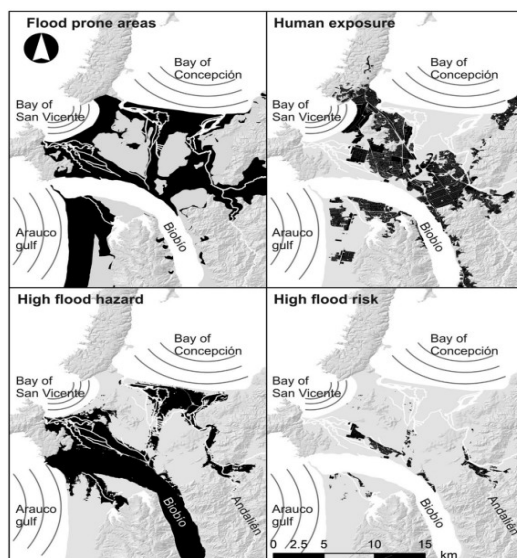 Flood prone areas
Bay of
Concepción
Bay of
San Vicente
Arauco
gulf
Biobío
Human exposure
Bay of
Concepción
Bay of
San Vicente
Arauco
gulf
Biobío
High flood hazard
Bay of
Concepción
Bay of
San Vicente
Arauco
gulf
Biobío
Andalién
High flood risk
Bay of
Concepción
Bay of
San Vicente
Arauco
gulf
Biobío
Andalién
0 2.5 5 10 15
km